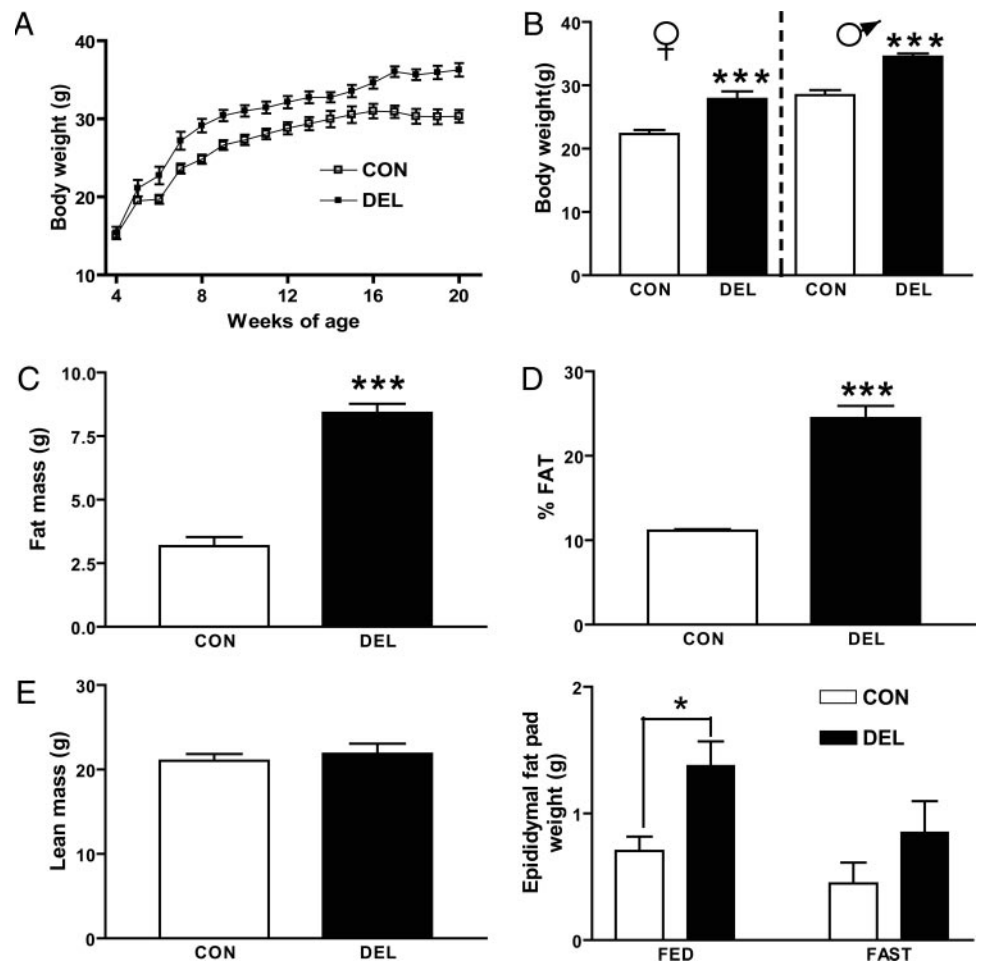 A
Body weight (g)
40
30
20
10
4
8
12
16
20
Weeks of age
CON
DEL
B
Body weight(g)
40
30
20
10
0
***
***
CON
DEL
CON
DEL
C
Fat mass (g)
10.0
7.5
5.0
2.5
0.0
***
CON
DEL
D
% FAT
30
20
10
0
***
CON
DEL
E
Lean mass (g)
30
20
10
0
CON
DEL
Epididymal fat pad
weight (g)
2
1
0
*
CON
DEL
FED
FAST